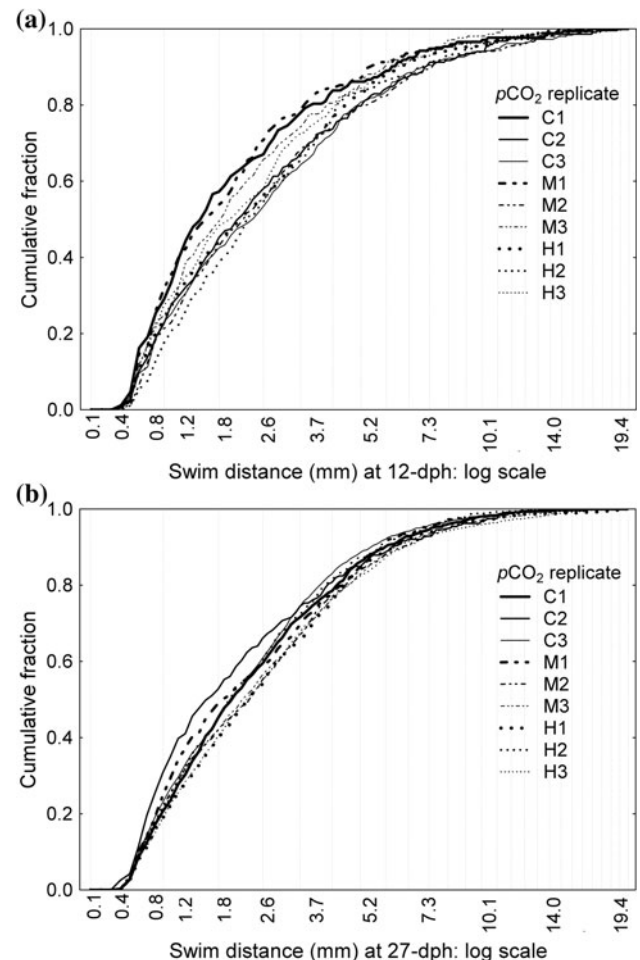 (a)
1.0
0.8
0.6
0.4
0.2
0.0
Cumulative fraction
pCO₂ replicate
C1
C2
C3
M1
M2
M3
H1
H2
H3
0.1 0.4 0.8 1.2 1.8 2.6 3.7 5.2 7.3 10.1 14.0 19.4
Swim distance (mm) at 12-dph: log scale
(b)
1.0
0.8
0.6
0.4
0.2
0.0
Cumulative fraction
pCO₂ replicate
C1
C2
C3
M1
M2
M3
H1
H2
H3
0.1 0.4 0.8 1.2 1.8 2.6 3.7 5.2 7.3 10.1 14.0 19.4
Swim distance (mm) at 27-dph: log scale